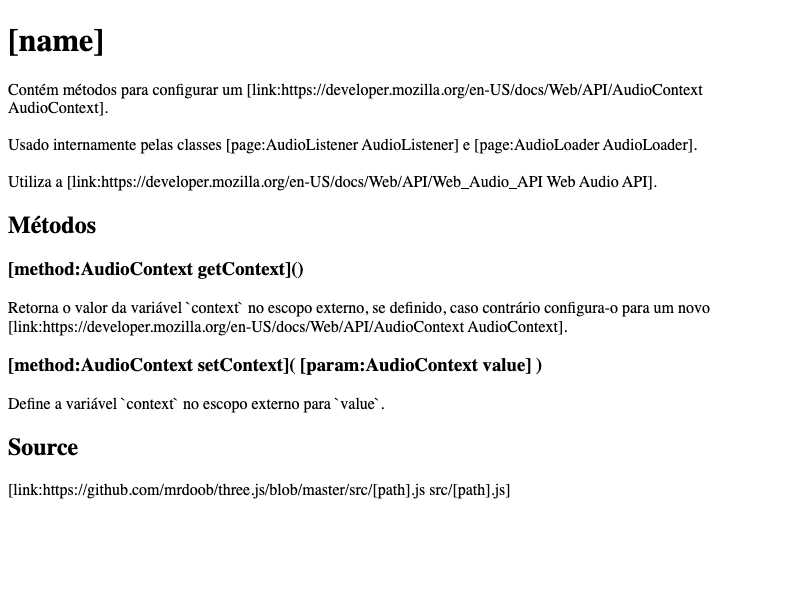 [name]
Contém métodos para configurar um [link:https://developer.mozilla.org/en-US/docs/Web/API/AudioContext
AudioContext].
Usado internamente pelas classes [page:AudioListener AudioListener] e [page:AudioLoader AudioLoader].
Utiliza a [link:https://developer.mozilla.org/en-US/docs/Web/API/Web_Audio_API Web Audio API].
Métodos
[method:AudioContext getContext]()
Retorna o valor da variável `context` no escopo externo, se definido, caso contrário configura-o para um novo
[link:https://developer.mozilla.org/en-US/docs/Web/API/AudioContext AudioContext].
[method:AudioContext setContext]( [param:AudioContext value] )
Define a variável `context` no escopo externo para `value`.
Source
[link:https://github.com/mrdoob/three.js/blob/master/src/[path].js src/[path].js]